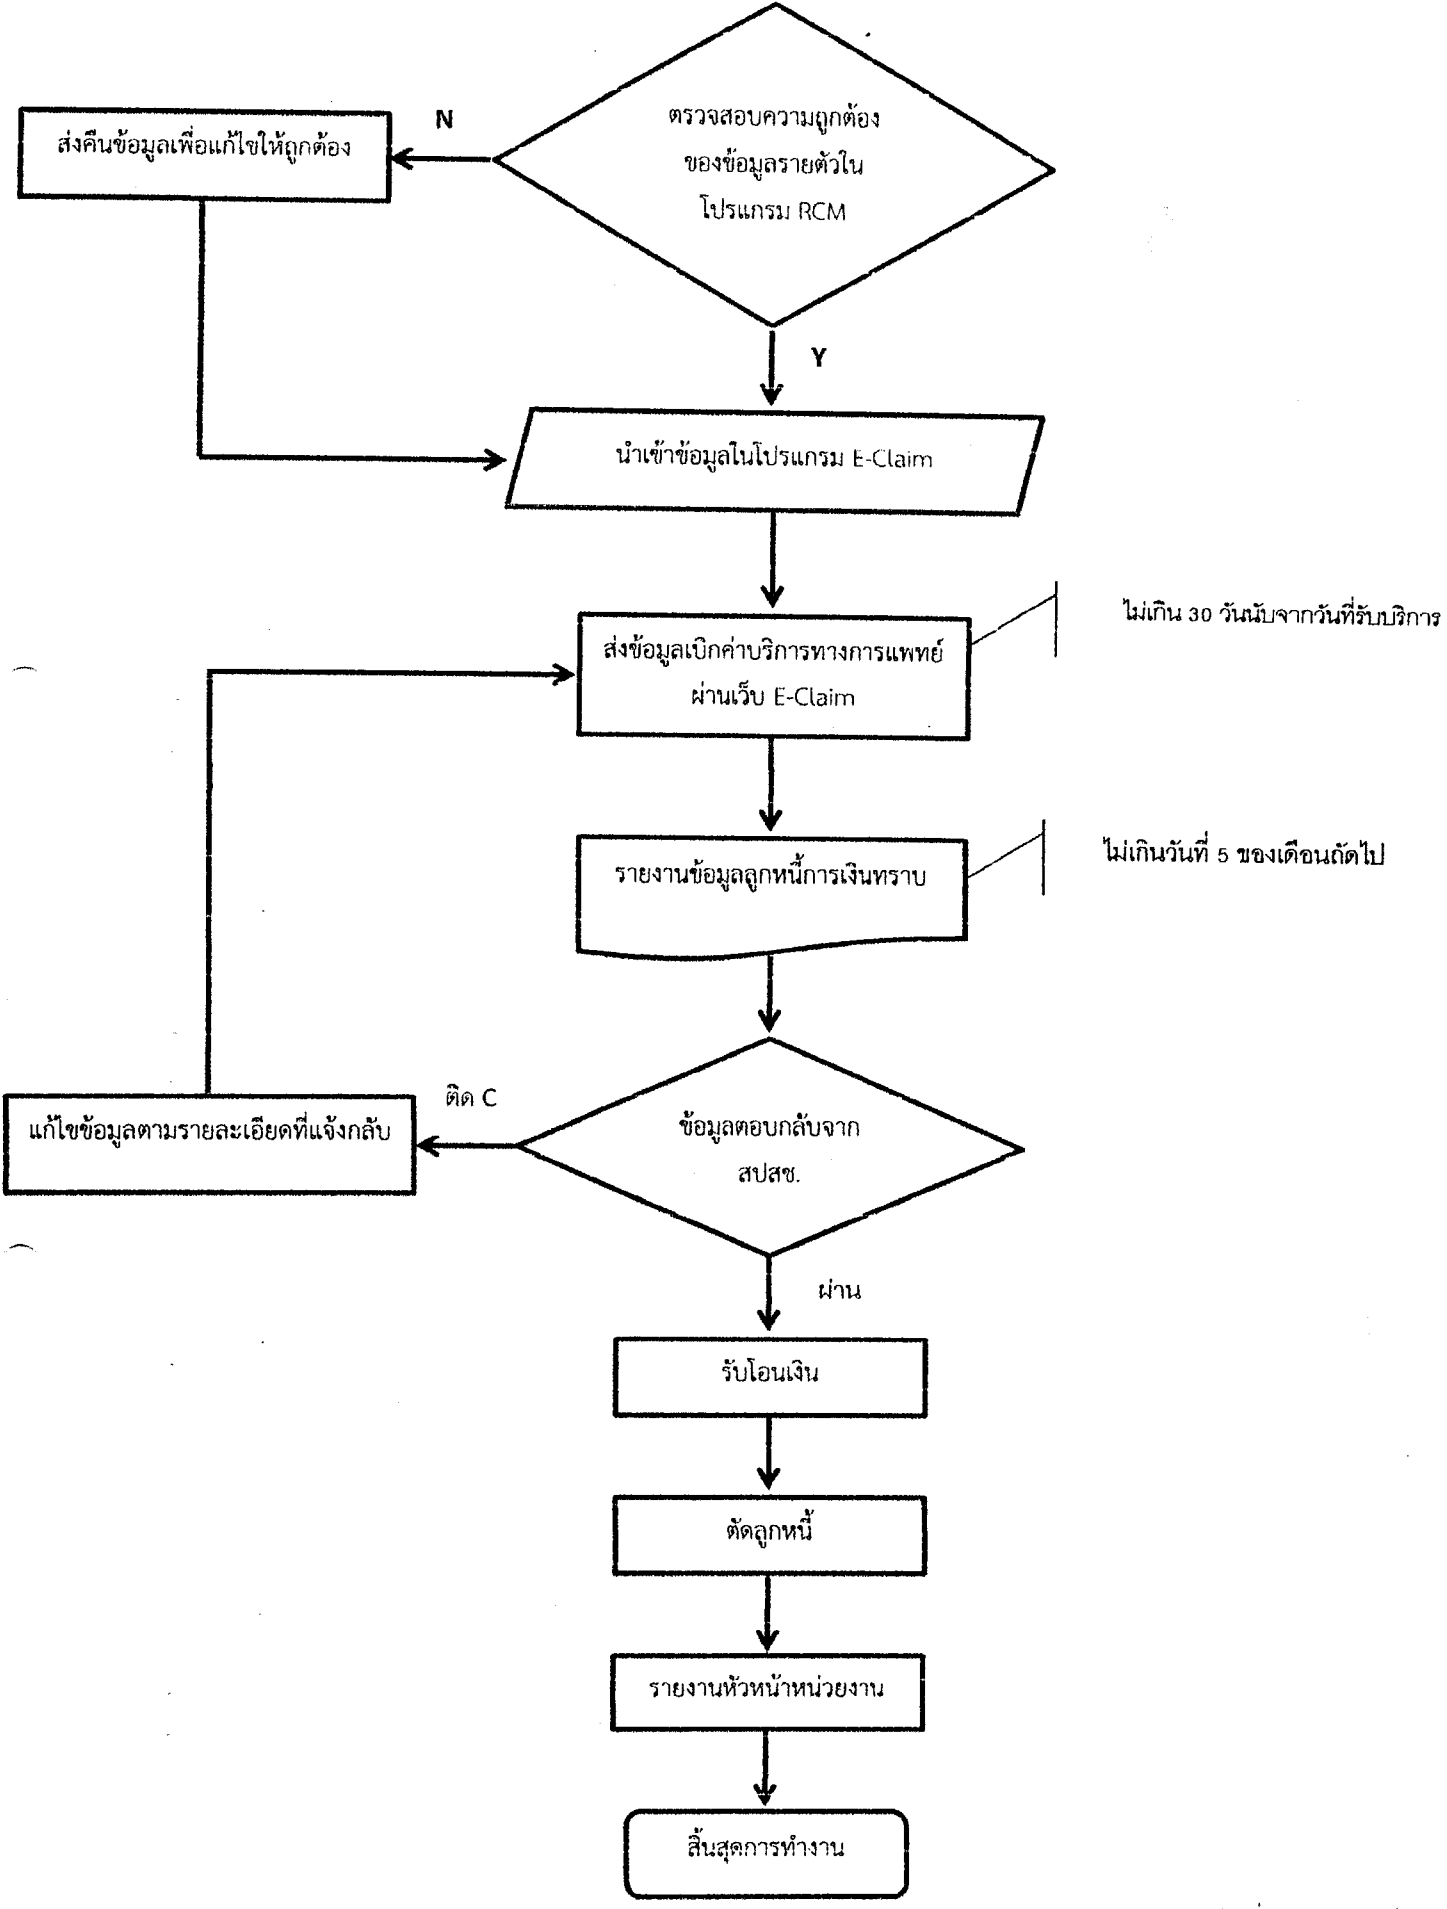 ตรวจสอบความถูกต้อง
ของข้อมูลรายตัวใน
โปรแกรม RCM
N
ส่งคืนข้อมูลเพื่อแก้ไขให้ถูกต้อง
Y
นำเข้าข้อมูลในโปรแกรม E-Claim
ส่งข้อมูลเบิกค่าบริการทางการแพทย์
ผ่านเว็บ E-Claim
ไม่เกิน 30 วันนับจากวันที่รับบริการ
รายงานข้อมูลลูกหนี้การเงินทราบ
ไม่เกินวันที่ 5 ของเดือนถัดไป
ข้อมูลตอบกลับจาก
สปสช.
ติด C
แก้ไขข้อมูลตามรายละเอียดที่แจ้งกลับ
ผ่าน
รับโอนเงิน
ตัดลูกหนี้
รายงานหัวหน้าหน่วยงาน
สิ้นสุดการทำงาน